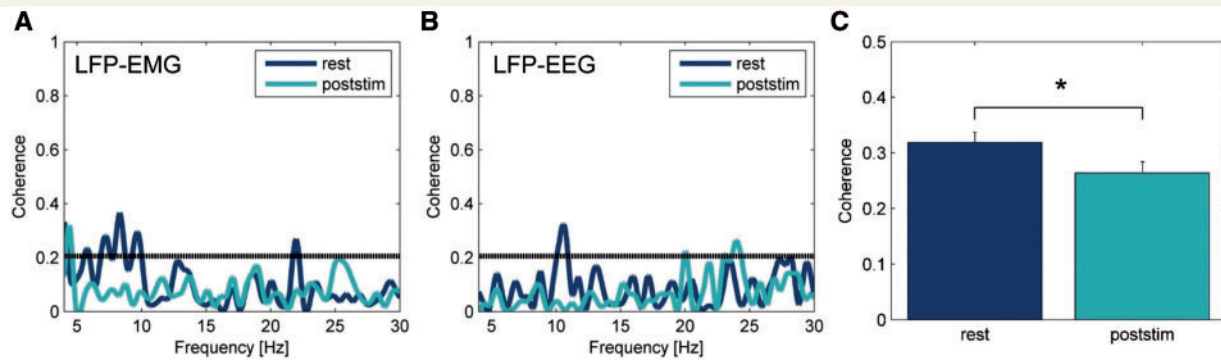 A
LFP-EMG
rest
poststim
1
0.8
0.6
0.4
0.2
0
Coherence
5 10 15 20 25 30
Frequency [Hz]
B
LFP-EEG
rest
poststim
1
0.8
0.6
0.4
0.2
0
Coherence
5 10 15 20 25 30
Frequency [Hz]
C
0.5
0.4
0.3
0.2
0.1
0
Coherence
*
rest poststim